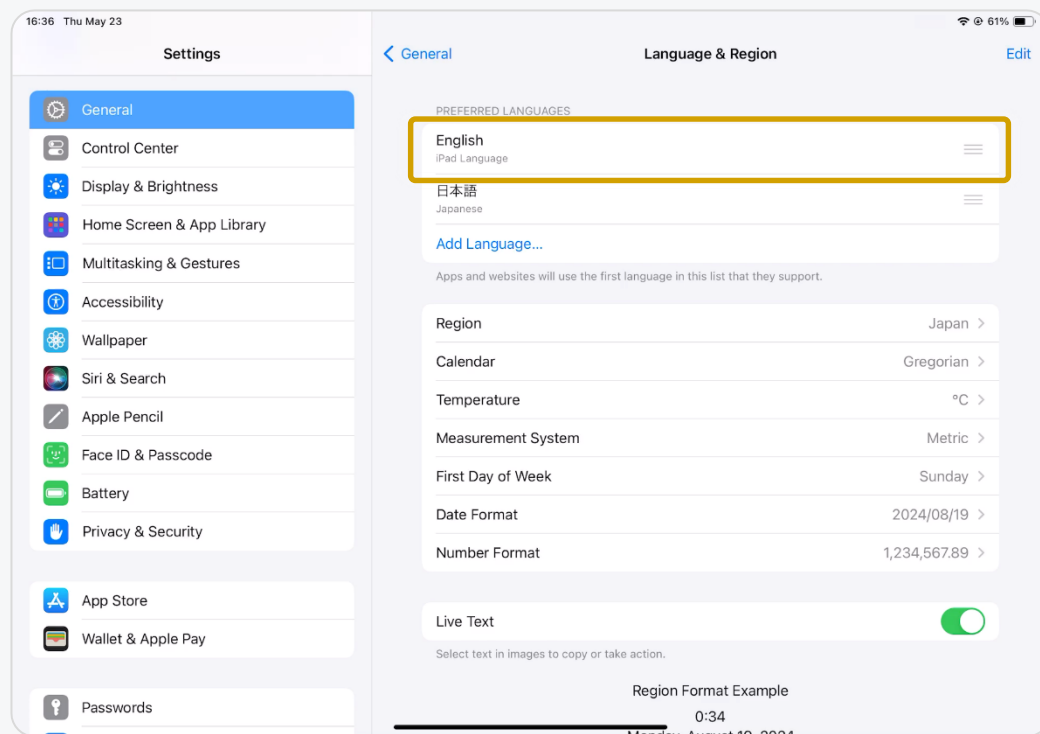 16:36 Thu May 23
61%
Settings
General
Control Center
Display & Brightness
Home Screen & App Library
Multitasking & Gestures
Accessibility
Wallpaper
Siri & Search
Apple Pencil
Face ID & Passcode
Battery
Privacy & Security
App Store
Wallet & Apple Pay
Passwords
General
Language & Region
Edit
PREFERRED LANGUAGES
English
iPad Language
日本語
Japanese
Add Language...
Apps and websites will use the first language in this list that they support.
Region Japan
Calendar Gregorian
Temperature °C
Measurement System Metric
First Day of Week Sunday
Date Format 2024/08/19
Number Format 1,234,567.89
Live Text
Select text in images to copy or take action.
Region Format Example
0:34
Monday, August 19, 2024